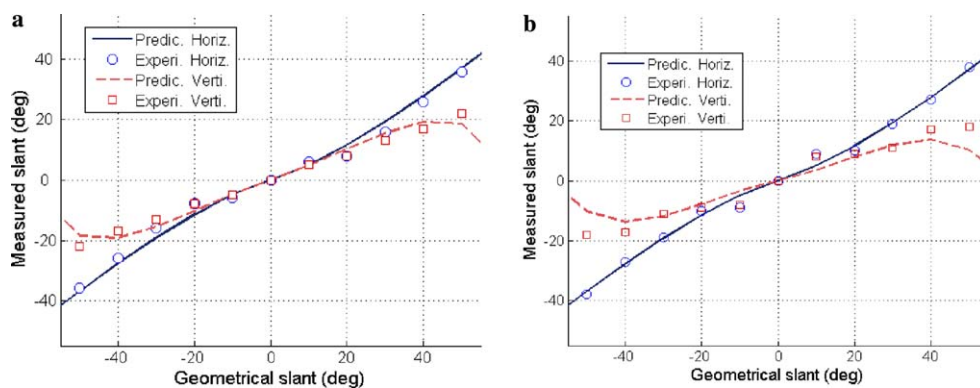 a
Predic. Horiz.
Experi. Horiz.
Predic. Verti.
Experi. Verti.
Measured slant (deg)
40
20
0
-20
-40
-40
-20
0
20
40
Geometrical slant (deg)
b
Predic. Horiz.
Experi. Horiz.
Predic. Verti.
Experi. Verti.
Measured slant (deg)
40
20
0
-20
-40
-40
-20
0
20
40
Geometrical slant (deg)